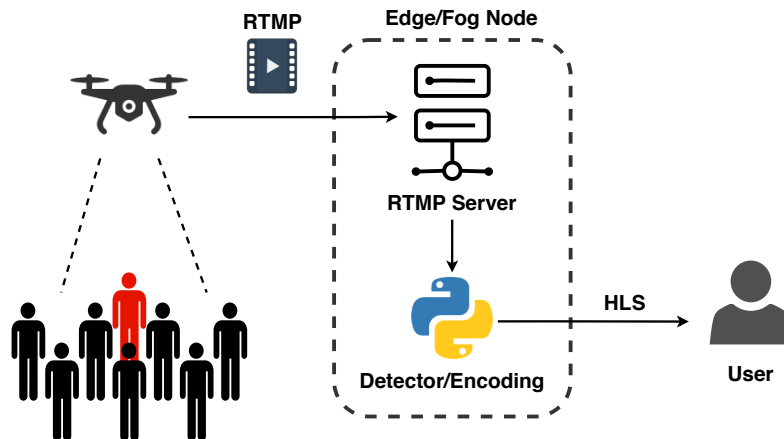 RTMP
Edge/Fog Node
RTMP Server
HLS
Detector/Encoding
User